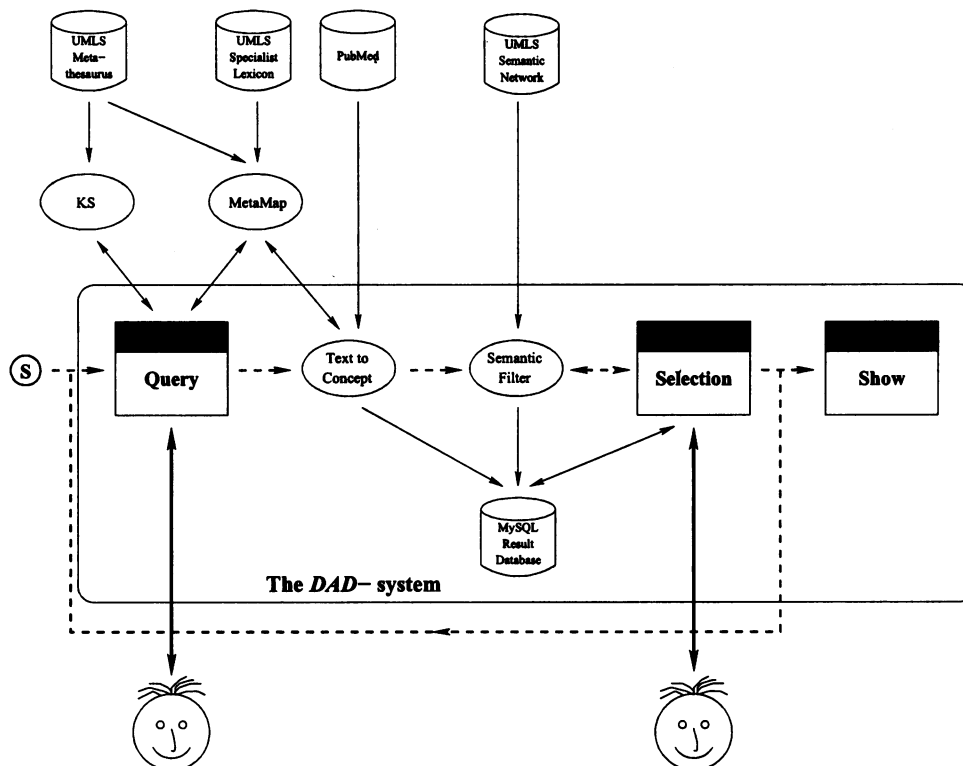 UMLS
Meta-
thesaurus
UMLS
Specialist
Lexicon
PubMed
UMLS
Semantic
Network
KS
MetaMap
S
Query
Text to
Concept
Semantic
Filter
Selection
Show
MySQL
Result
Database
The DAD- system